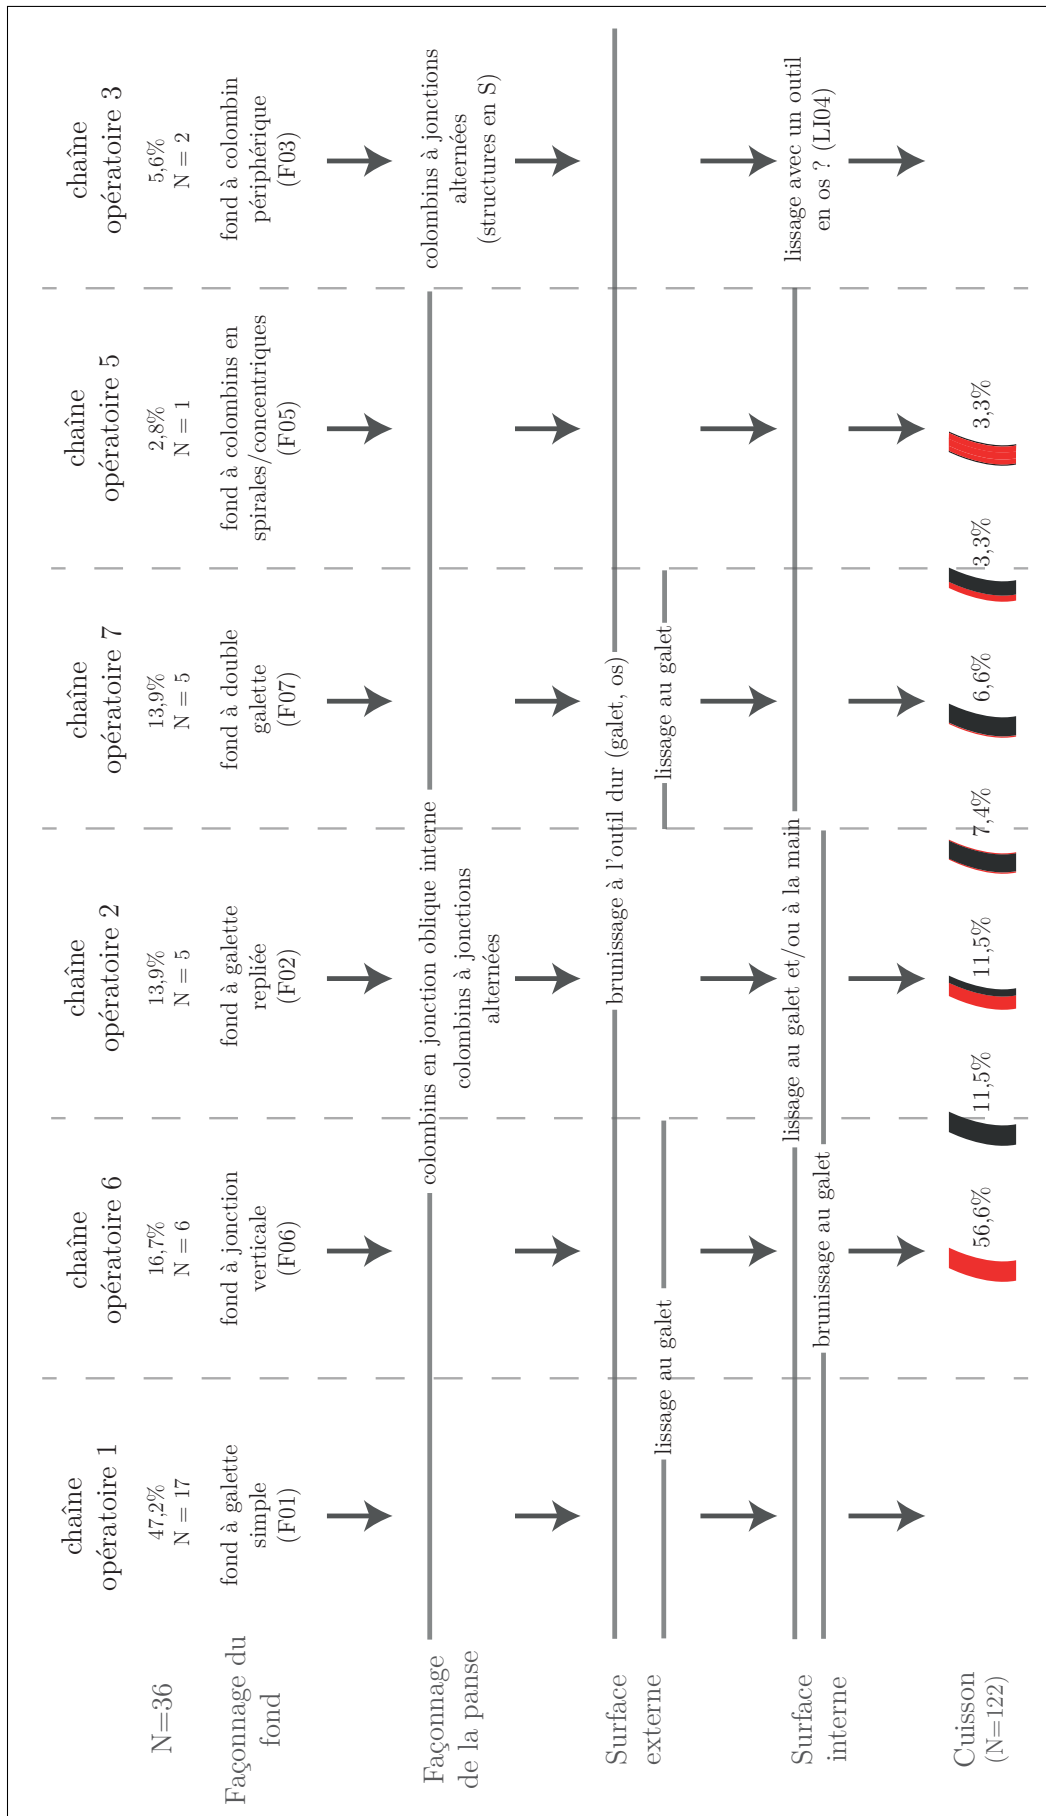 chaîne
opératoire 1
chaîne
opératoire 6
chaîne
opératoire 2
chaîne
opératoire 7
chaîne
opératoire 5
chaîne
opératoire 3
N=36
47,2%
N = 17
16,7%
N = 6
13,9%
N = 5
13,9%
N = 5
2,8%
N = 1
5,6%
N = 2
Façonnage du
fond
fond à galette
simple
(F01)
fond à jonction
verticale
(F06)
fond à galette
repliée
(F02)
fond à double
galette
(F07)
fond à colombins en
spirales/concentriques
(F05)
fond à colombin
périphérique
(F03)
Façonnage
de la panse
colombins en jonction oblique interne
colombins à jonctions
alternées
colombins à jonctions
alternées
(structures en S)
Surface
externe
brunissage à l'outil dur (galet, os)
lissage au galet
lissage au galet
Surface
interne
lissage au galet et/ou à la main
brunissage au galet
lissage avec un outil
en os ? (LI04)
Cuisson
(N=122)
56,6%
11,5%
11,5%
7,4%
6,6%
3,3%
3,3%